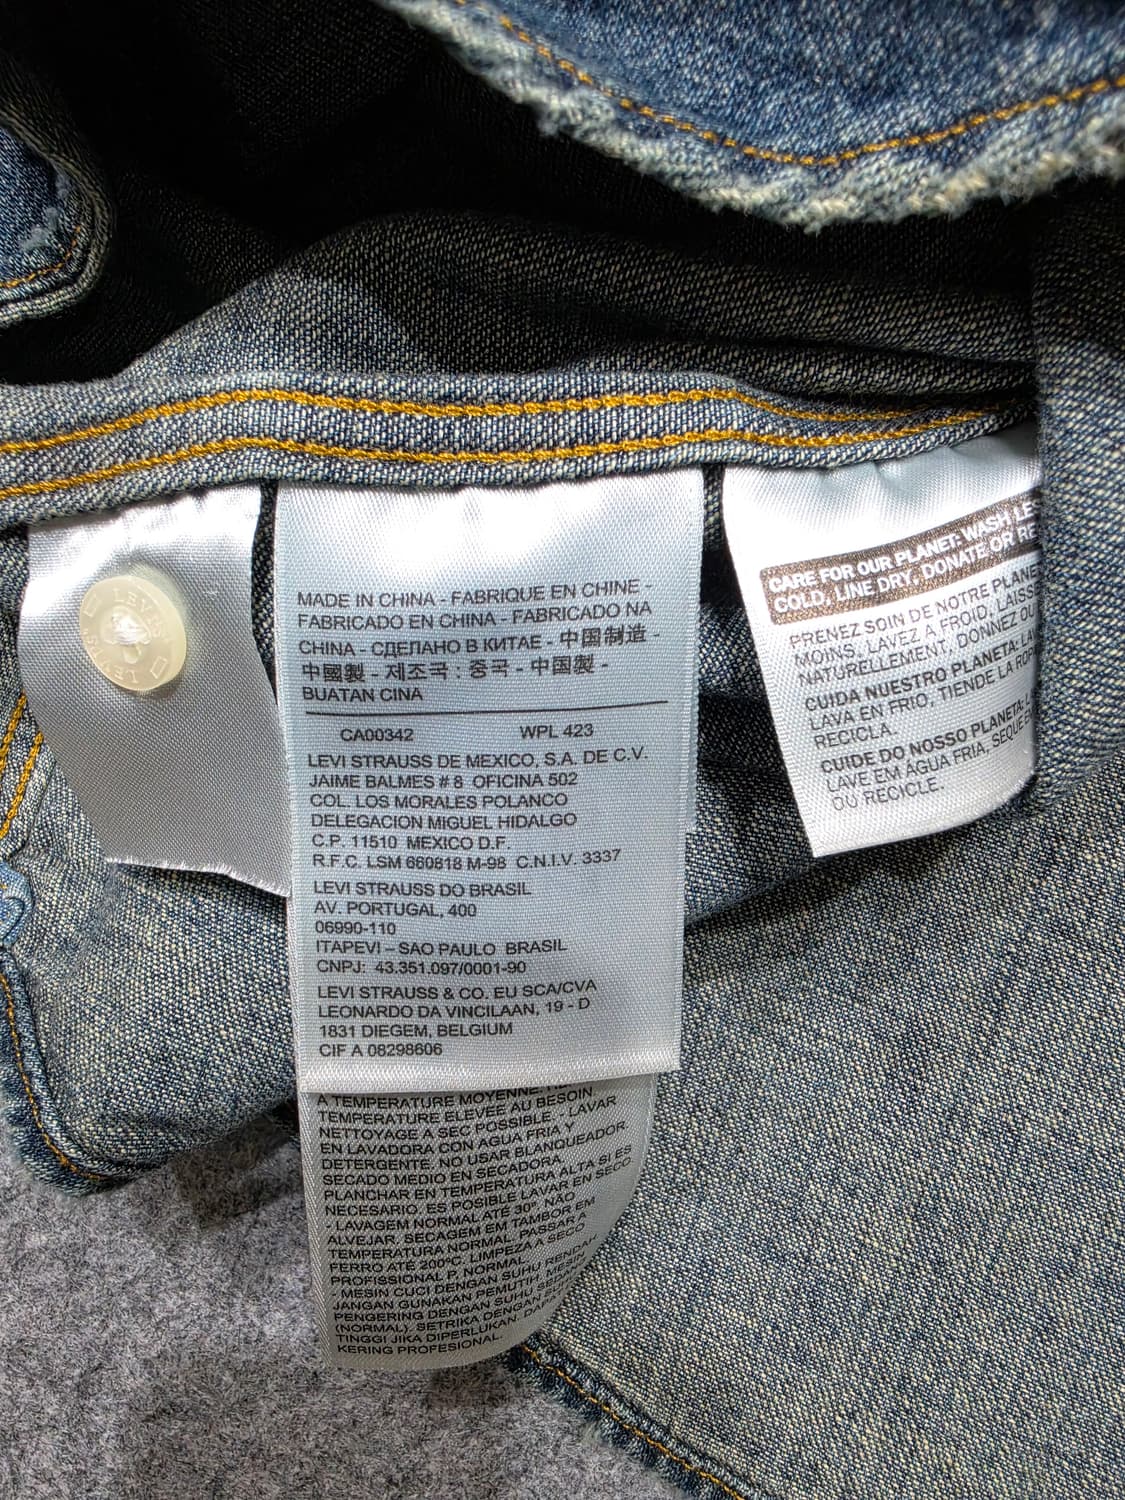 LEVI'S
MADE IN CHINA - FABRIQUE EN CHINE -
FABRICADO EN CHINA - FABRICADO NA
CHINA - СДЕЛАНО В КИТАЕ - 中国制造 -
中國製 - 제조국 : 중국 - 中国製 -
BUATAN CINA
CA00342 WPL 423
LEVI STRAUSS DE MEXICO, S.A. DE C.V.
JAIME BALMES # 8 OFICINA 502
COL. LOS MORALES POLANCO
DELEGACION MIGUEL HIDALGO
C.P. 11510 MEXICO D.F.
R.F.C. LSM 660818 M-98 C.N.I.V. 3337
LEVI STRAUSS DO BRASIL
AV. PORTUGAL, 400
06990-110
ITAPEVI – SAO PAULO BRASIL
CNPJ: 43.351.097/0001-90
LEVI STRAUSS & CO. EU SCA/CVA
LEONARDO DA VINCILAAN, 19 - D
1831 DIEGEM, BELGIUM
CIF A 08298606
A TEMPERATURE MOYENNE.
TEMPERATURE ELEVEE AU BESOIN.
NETTOYAGE A SEC POSSIBLE. - LAVAR
EN LAVADORA CON AGUA FRIA Y
DETERGENTE. NO USAR BLANQUEADOR.
SECADO MEDIO EN SECADORA.
PLANCHAR EN TEMPERATURA ALTA SI ES
NECESARIO. ES POSIBLE LAVAR EN SECO
- LAVAGEM NORMAL ATÉ 30º. NÃO
ALVEJAR. SECAGEM EM TAMBOR EM
TEMPERATURA NORMAL. PASSAR A
FERRO ATÉ 200ºC. LIMPEZA A SECO
PROFISSIONAL P, NORMAL.
- MESIN CUCI DENGAN SUHU RENDAH
JANGAN GUNAKAN PEMUTIH. MESIN
PENGERING DENGAN SUHU
(NORMAL). SETRIKA DENGAN
TINGGI JIKA DIPERLUKAN.
KERING PROFESIONAL.
CARE FOR OUR PLANET: WASH
COLD, LINE DRY, DONATE OR
PRENEZ SOIN DE NOTRE
MOINS, LAVEZ A FROID,
NATURELLEMENT, DONNEZ
CUIDA NUESTRO PLANETA:
LAVA EN FRIO, TIENDE LA
RECICLA.
CUIDE DO NOSSO PLANETA:
LAVE EM ÁGUA FRIA,
OU RECICLE.